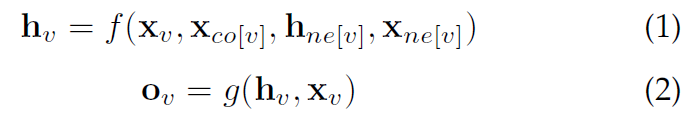 h_v = f(x_v, x_{co[v]}, h_{ne[v]}, x_{ne[v]}) (1)
o_v = g(h_v, x_v) (2)